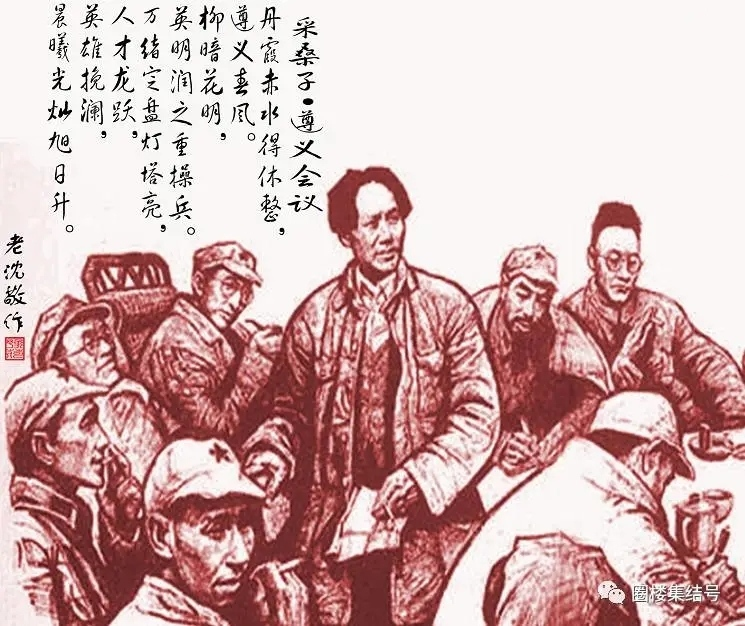 采桑子•遵义会议
丹霞赤水得休整，
遵义春风。
柳暗花明，
英明润之重操兵。
万绪定盘灯塔亮，
人才龙跃，
英雄挽澜，
晨曦光灿旭日升。
老沈敬作
圈楼集结号